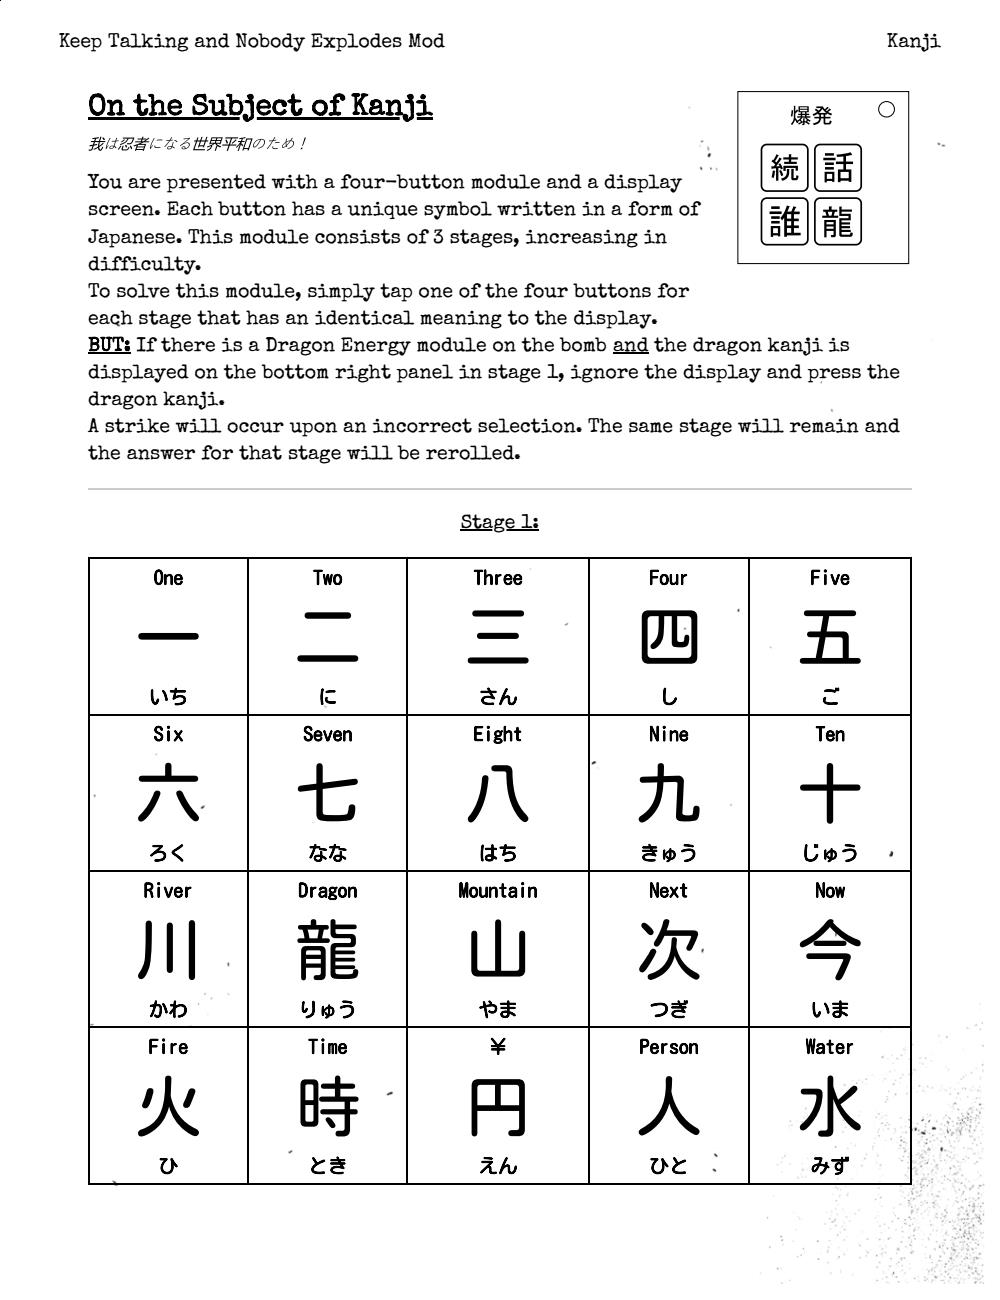 Keep Talking and Nobody Explodes Mod
Kanji
On the Subject of Kanji
我は忍者になる世界平和のため！
爆発
続 話
誰 龍
You are presented with a four-button module and a display
screen. Each button has a unique symbol written in a form of
Japanese. This module consists of 3 stages, increasing in
difficulty.
To solve this module, simply tap one of the four buttons for
each stage that has an identical meaning to the display.
BUT: If there is a Dragon Energy module on the bomb and the dragon kanji is
displayed on the bottom right panel in stage 1, ignore the display and press the
dragon kanji.
A strike will occur upon an incorrect selection. The same stage will remain and
the answer for that stage will be rerolled.
Stage 1:
One Two Three Four Five
一 二 三 四 五
いち に さん し ご
Six Seven Eight Nine Ten
六 七 八 九 十
ろく なな はち きゅう じゅう
River Dragon Mountain Next Now
川 龍 山 次 今
かわ りゅう やま つぎ いま
Fire Time ¥ Person Water
火 時 円 人 水
ひ とき えん ひと みず